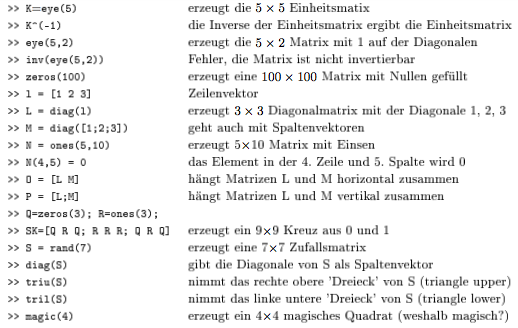 >> K=eye(5) erzeugt die 5 × 5 Einheitsmatix
>> K^(-1) die Inverse der Einheitsmatrix ergibt die Einheitsmatrix
>> eye(5,2) erzeugt die 5 × 2 Matrix mit 1 auf der Diagonalen
>> inv(eye(5,2)) Fehler, die Matrix ist nicht invertierbar
>> zeros(100) erzeugt eine 100 × 100 Matrix mit Nullen gefüllt
>> l = [1 2 3] Zeilenvektor
>> L = diag(l) erzeugt 3 × 3 Diagonalmatrix mit der Diagonale 1, 2, 3
>> M = diag([1;2;3]) geht auch mit Spaltenvektoren
>> N = ones(5,10) erzeugt 5×10 Matrix mit Einsen
>> N(4,5) = 0 das Element in der 4. Zeile und 5. Spalte wird 0
>> O = [L M] hängt Matrizen L und M horizontal zusammen
>> P = [L;M] hängt Matrizen L und M vertikal zusammen
>> Q=zeros(3); R=ones(3);
>> SK=[Q R Q; R R R; Q R Q] erzeugt ein 9×9 Kreuz aus 0 und 1
>> S = rand(7) erzeugt eine 7×7 Zufallsmatrix
>> diag(S) gibt die Diagonale von S als Spaltenvektor
>> triu(S) nimmt das rechte obere 'Dreieck' von S (triangle upper)
>> tril(S) nimmt das linke untere 'Dreieck' von S (triangle lower)
>> magic(4) erzeugt ein 4×4 magisches Quadrat (weshalb magisch?)